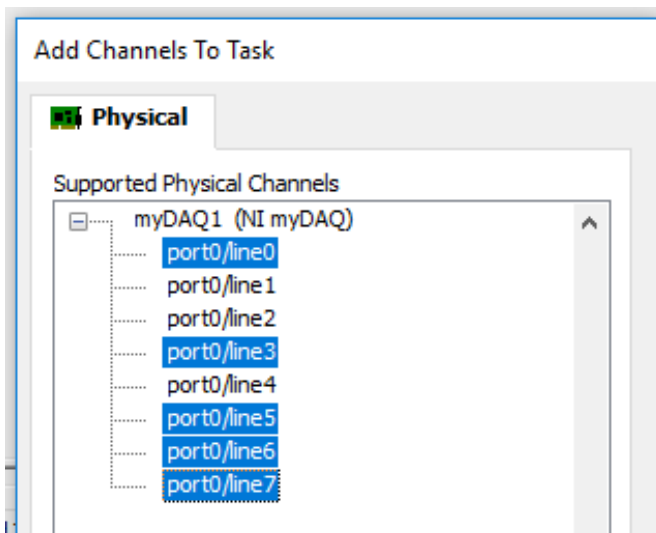 Add Channels To Task
Physical
Supported Physical Channels
myDAQ1 (NI myDAQ)
port0/line0
port0/line1
port0/line2
port0/line3
port0/line4
port0/line5
port0/line6
port0/line7